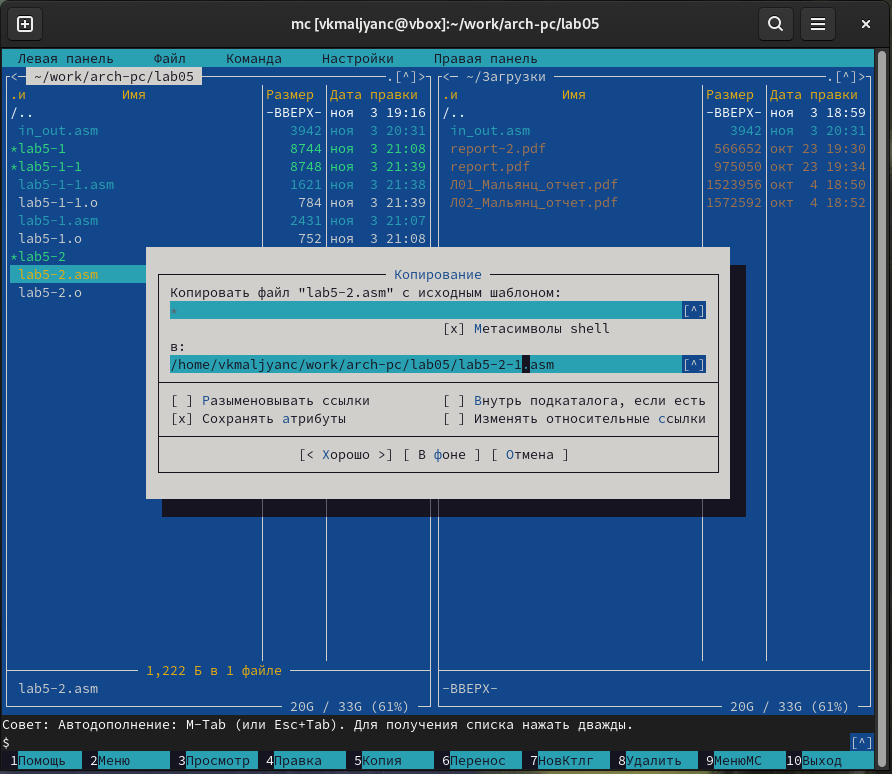 mc [vkmaljyanc@vbox]:~/work/arch-pc/lab05
Левая панель Файл Команда Настройки Правая панель
<— ~/work/arch-pc/lab05 .[^]> <— ~/Загрузки .[^]>
.и Имя Размер Дата правки .и Имя Размер Дата правки
/.. -ВВЕРХ- ноя 3 19:16 /.. -ВВЕРХ- ноя 3 18:59
in_out.asm 3942 ноя 3 20:31 in_out.asm 3942 ноя 3 20:31
*lab5-1 8744 ноя 3 21:08 report-2.pdf 566652 окт 23 19:30
*lab5-1-1 8748 ноя 3 21:39 report.pdf 975050 окт 23 19:34
lab5-1-1.asm 1621 ноя 3 21:38 Л01_Мальянц_отчет.pdf 1523956 окт 4 18:50
lab5-1-1.o 784 ноя 3 21:39 Л02_Мальянц_отчет.pdf 1572592 окт 4 18:52
lab5-1.asm 2431 ноя 3 21:07
lab5-1.o 752 ноя 3 21:08
*lab5-2
lab5-2.asm
lab5-2.o
Копирование
Копировать файл "lab5-2.asm" с исходным шаблоном:
* [^]
[x] Метасимволы shell
в:
/home/vkmaljyanc/work/arch-pc/lab05/lab5-2-1.asm [^]
[ ] Разыменовывать ссылки [ ] Внутрь подкаталога, если есть
[x] Сохранять атрибуты [ ] Изменять относительные ссылки
[< Хорошо >] [ В фоне ] [ Отмена ]
1,222 Б в 1 файле
lab5-2.asm -ВВЕРХ-
20G / 33G (61%) 20G / 33G (61%)
Совет: Автодополнение: M-Tab (или Esc+Tab). Для получения списка нажать дважды.
$ [^]
1Помощь 2Меню 3Просмотр 4Правка 5Копия 6Перенос 7НовКтлг 8Удалить 9МенюМС 10Выход